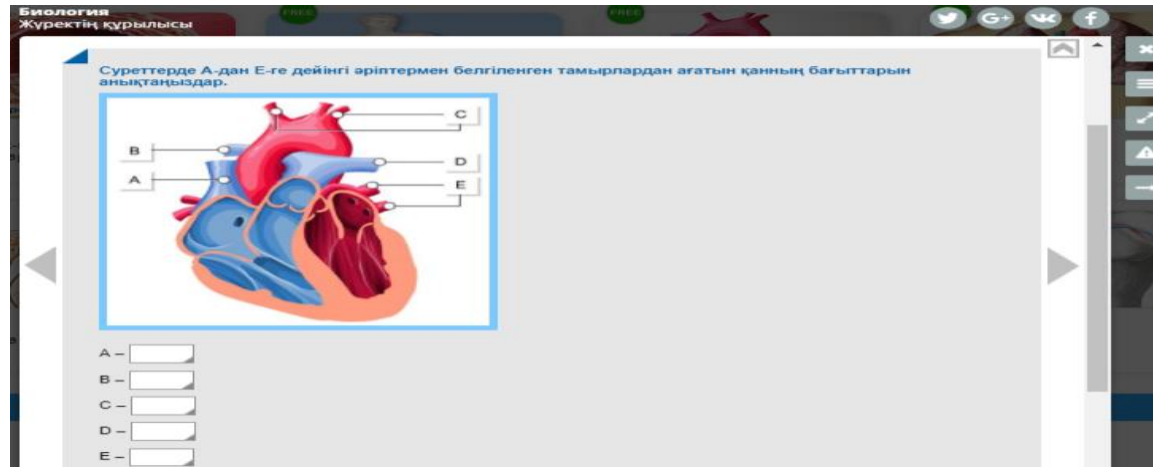 Биология
Жүректің құрылысы
FREE
FREE
G+
Суреттерде А-дан Е-ге дейінгі әріптермен белгіленген тамырлардан ағатын қанның бағыттарын
анықтаңыздар.
C
B
D
A
E
A –
B –
C –
D –
E –